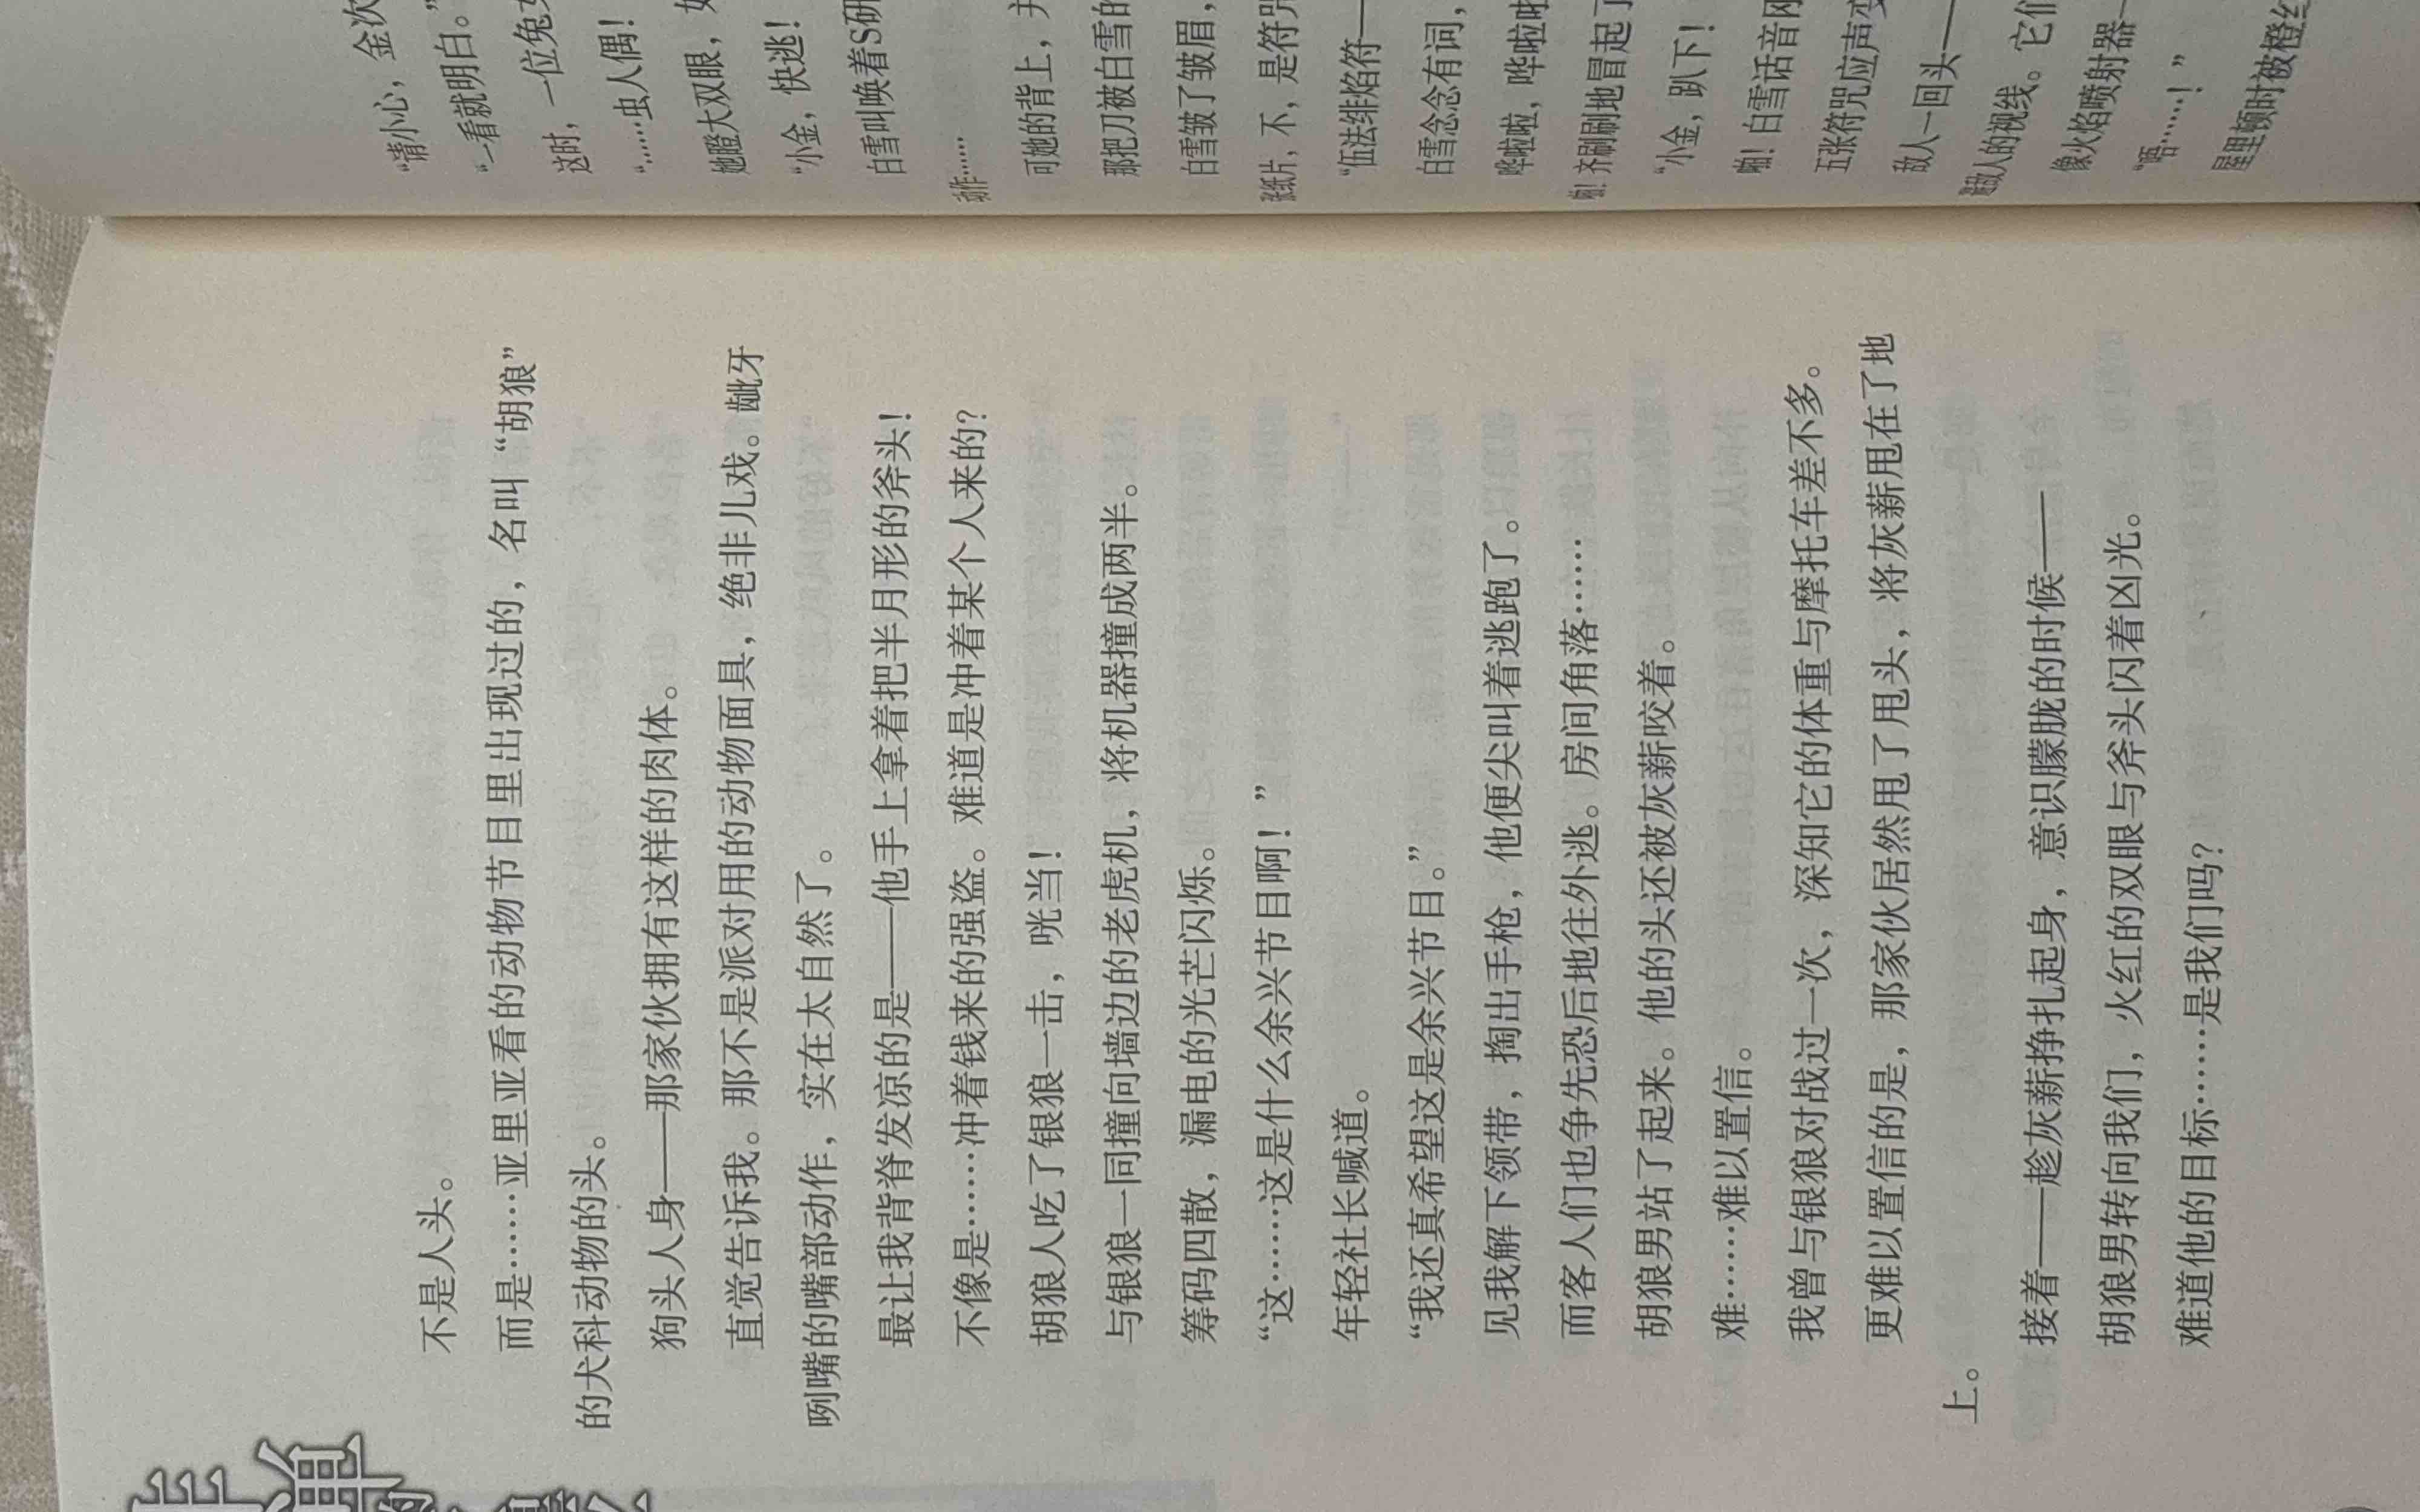 弹
的
不是人头。
而是……亚里亚看的动物节目里出现过的，名叫“胡狼”
的犬科动物的头。
狗头人身——那家伙拥有这样的肉体。
直觉告诉我。那不是派对用的动物面具，绝非儿戏。龇牙
咧嘴的嘴部动作，实在太自然了。
最让我背脊发凉的是——他手上拿着把半月形的斧头！
不像是……冲着钱来的强盗。难道是冲着某个人来的？
胡狼人吃了银狼一击，咣当！
与银狼一同撞向墙边的老虎机，将机器撞成两半。
筹码四散，漏电的光芒闪烁。
“这……这是什么余兴节目啊！”
年轻社长喊道。
“我还真希望这是余兴节目。”
见我解下领带，掏出手枪，他便尖叫着逃跑了。
而客人们也争先恐后地往外逃。房间角落……
胡狼男站了起来。他的头还被灰薪咬着。
难……难以置信。
我曾与银狼对战过一次，深知它的体重与摩托车差不多。
更难以置信的是，那家伙居然甩了甩头，将灰薪甩在了地
上。
接着——趁灰薪挣扎起身，意识朦胧的时候——
胡狼男转向我们，火红的双眼与斧头闪着凶光。
难道他的目标……是我们吗？
“请小心，金次
“一看就明白。”
这时，一位兔女
“……虫人偶！
她瞪大双眼，如
“小金，快逃！
白雪叫唤着S研
动作……
可她的背上，并
那把刀被白雪的
白雪皱了皱眉，
张纸片，不，是符咒
“伍法绯焰符——
白雪念念有词，
哗啦啦，哗啦啦
啪！齐刷刷地冒起了
“小金，趴下！
啪！白雪话音刚
五张符咒应声变
敌人一回头——
避敌人的视线。它们
像火焰喷射器一
“唔……！”
屋里顿时被橙红